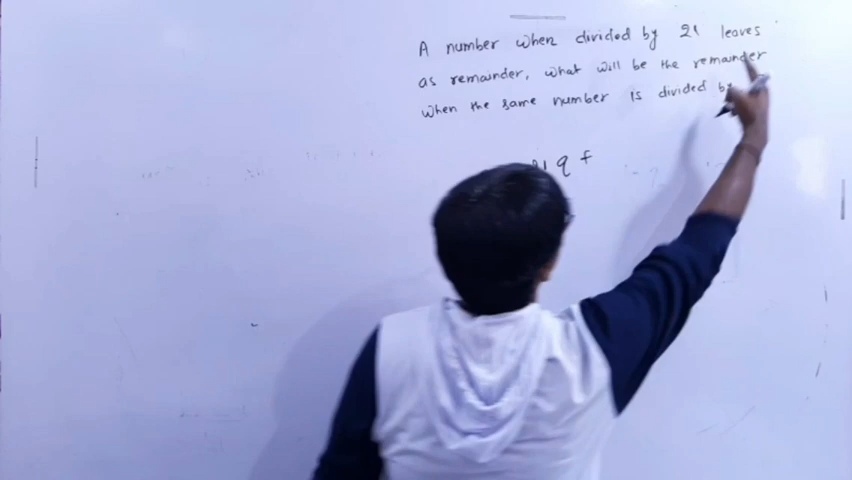 A number when divided by 21 leaves
as remainder, what will be the remainder
when the same number is divided by
q +